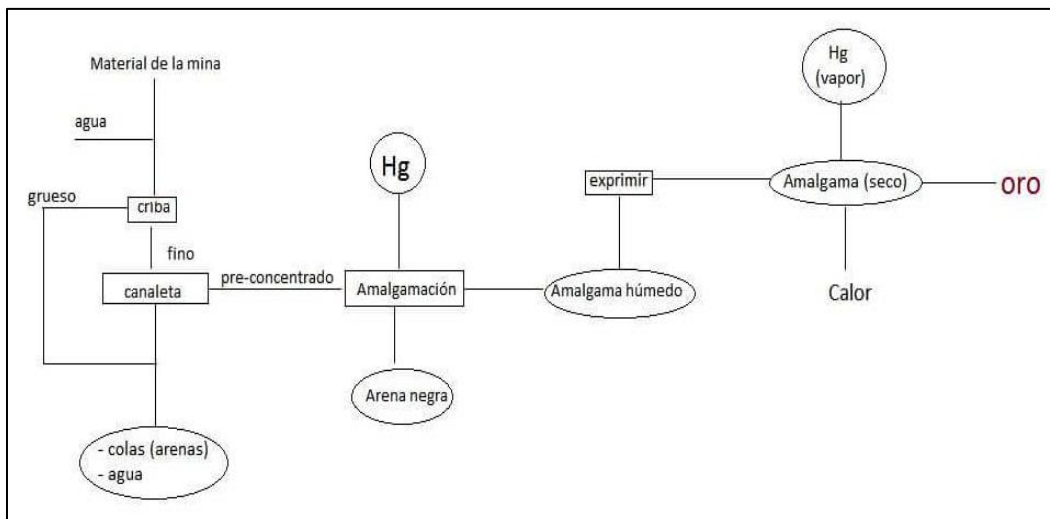 Material de la mina
agua
grueso
criba
fino
canaleta
pre-concentrado
- colas (arenas)
- agua
Hg
Amalgamación
Arena negra
Amalgama húmedo
exprimir
Hg
(vapor)
Amalgama (seco)
oro
Calor